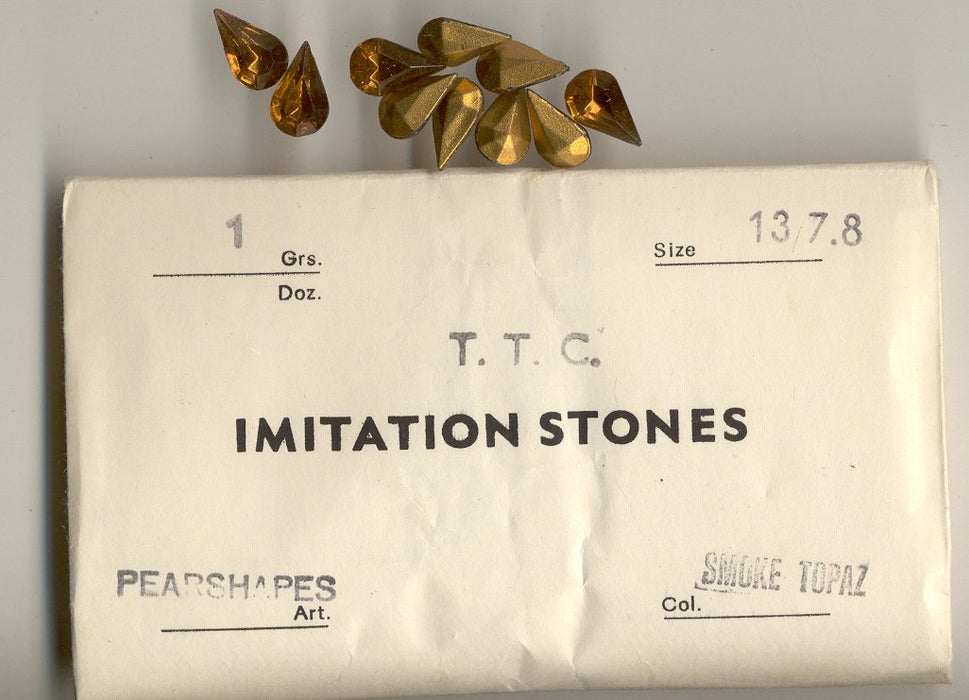 1
Grs.
Doz.
Size 13/7.8
T. T. C.
IMITATION STONES
PEARSHAPES
Art.
SMOKE TOPAZ
Col.